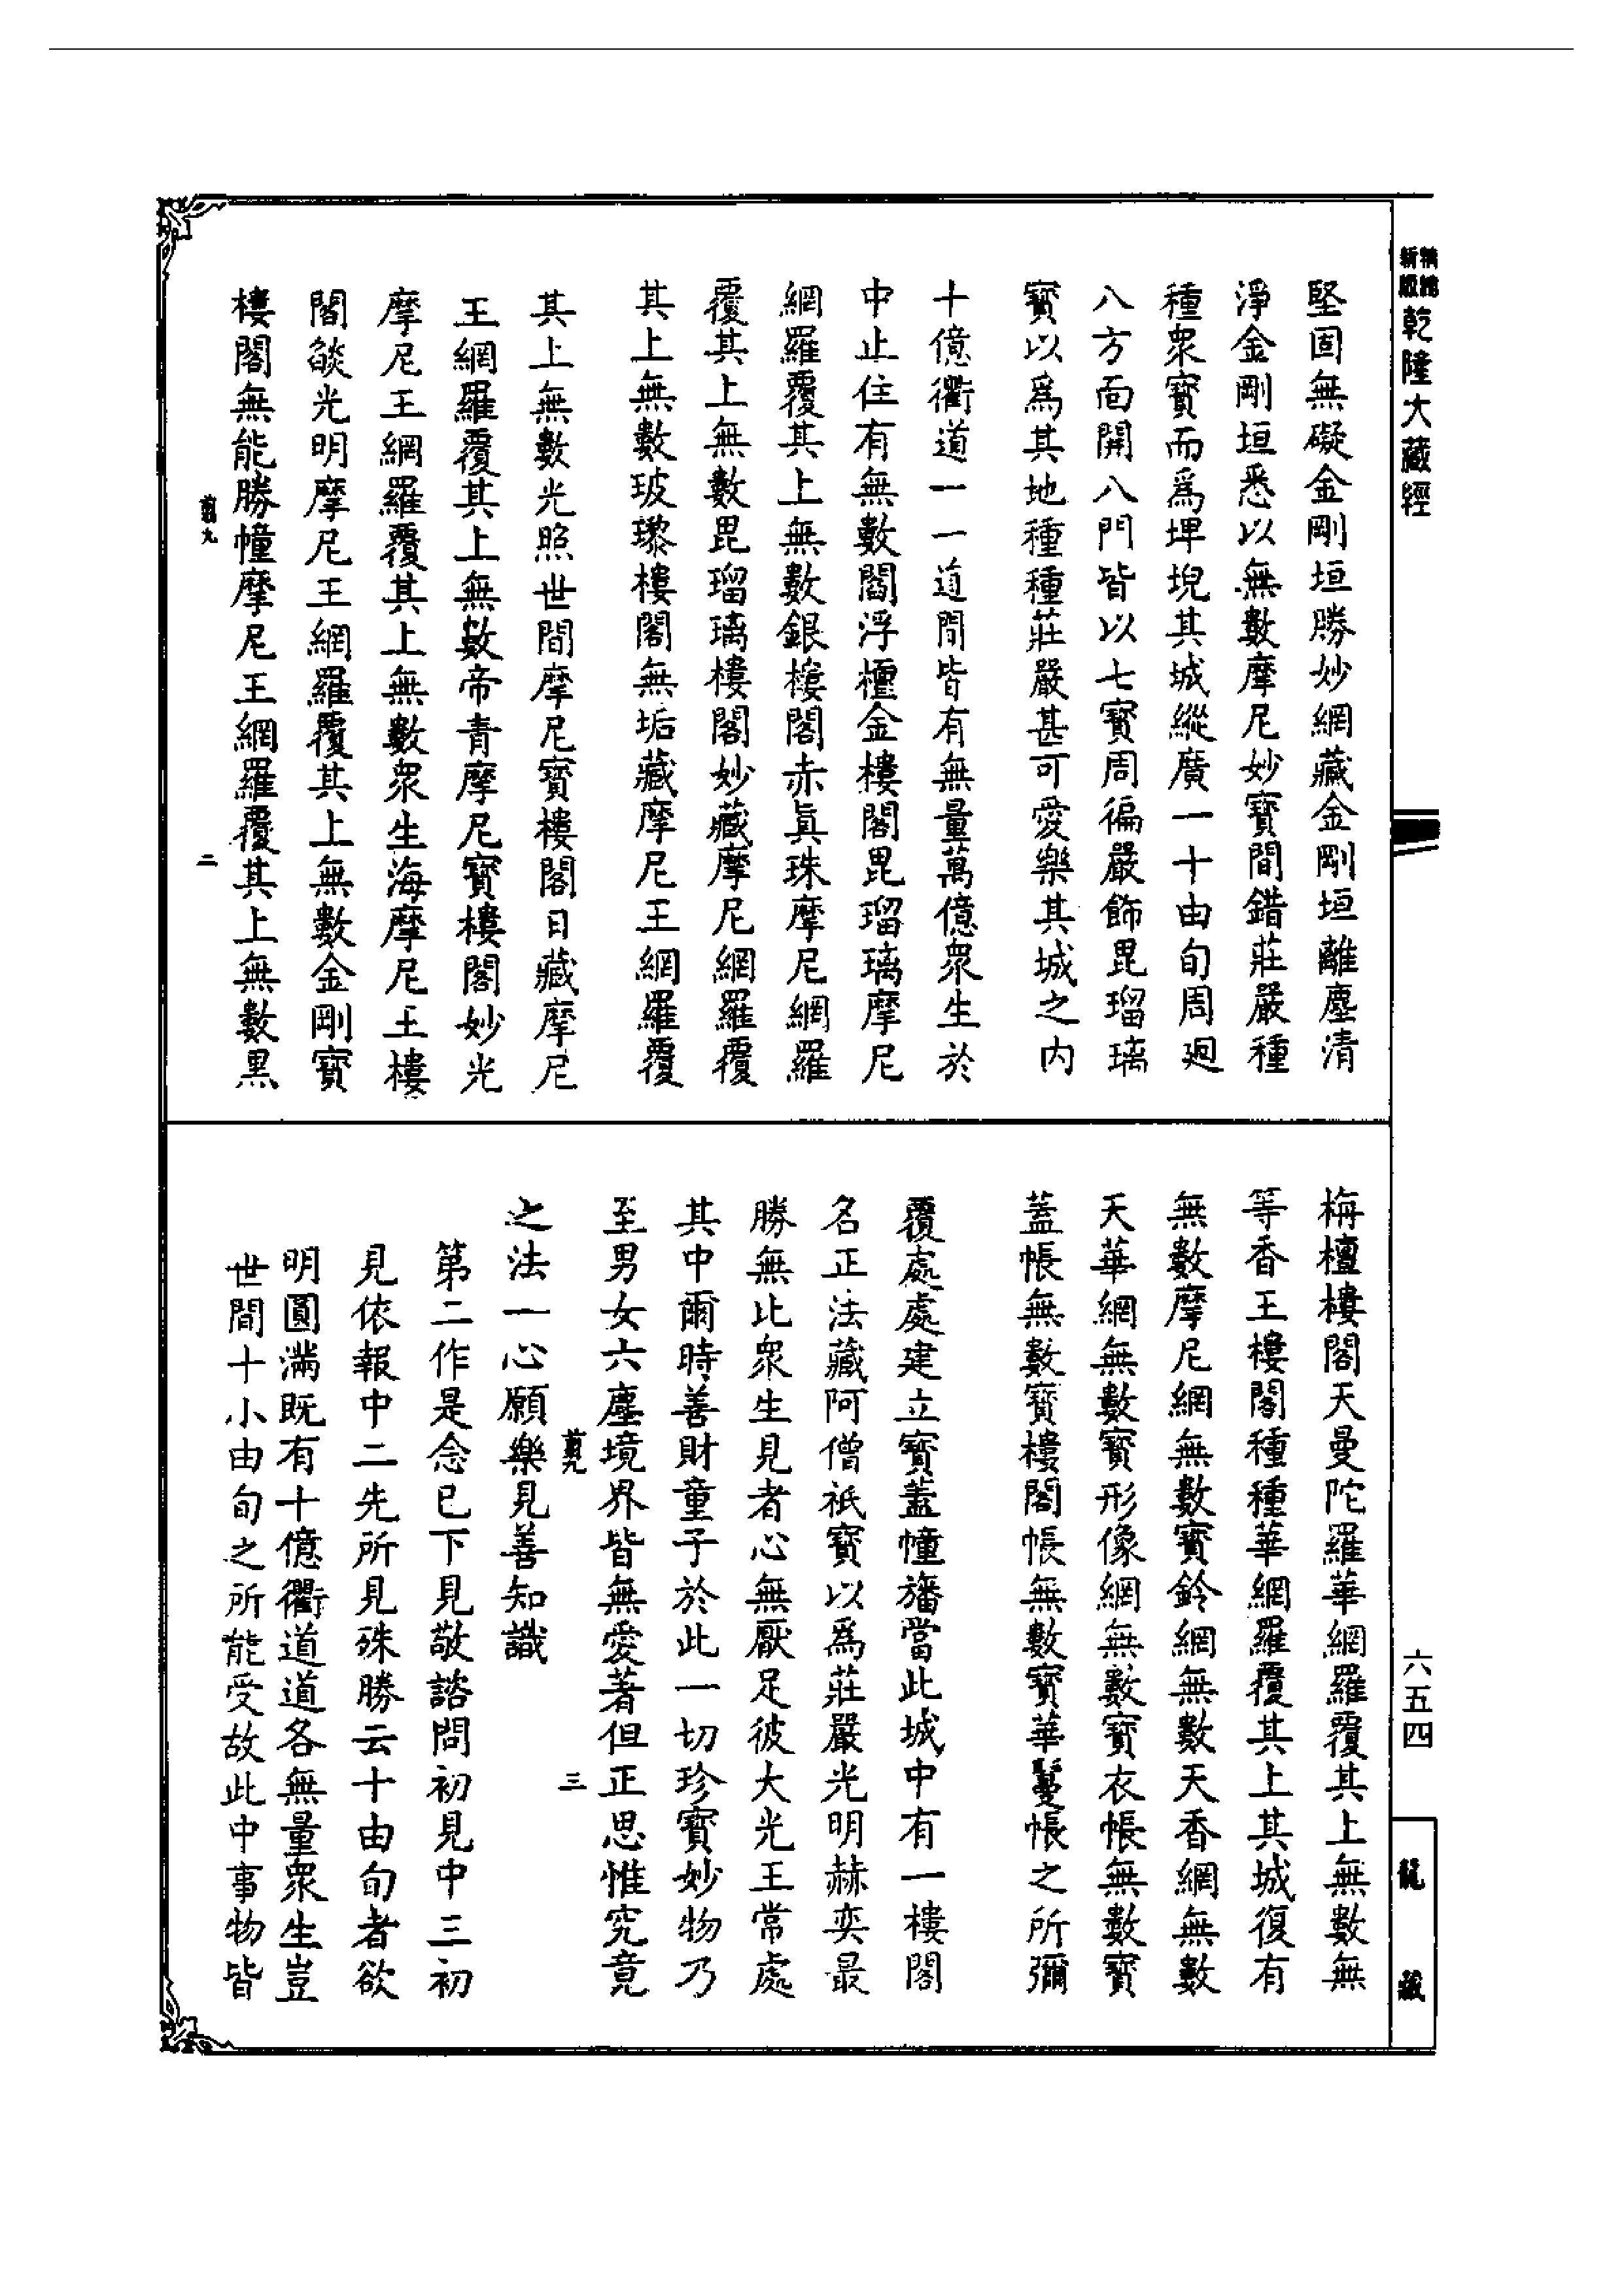 精裝
新版
乾隆大藏經
堅固無礙金剛垣勝妙網藏金剛垣離塵清
淨金剛垣悉以無數摩尼妙寶間錯莊嚴種
種衆寶而爲埤堄其城縱廣一十由旬周廻
八方面開八門皆以七寶周徧嚴飾毘瑠璃
寶以爲其地種種莊嚴甚可愛樂其城之內
十億衢道一一道間皆有無量萬億衆生於
中止住有無數閻浮檀金樓閣毘瑠璃摩尼
網羅覆其上無數銀樓閣赤眞珠摩尼網羅
覆其上無數毘瑠璃樓閣妙藏摩尼網羅覆
其上無數玻瓈樓閣無垢藏摩尼王網羅覆
其上無數光照世間摩尼寶樓閣日藏摩尼
王網羅覆其上無數帝青摩尼寶樓閣妙光
摩尼王網羅覆其上無數衆生海摩尼王樓
閣燄光明摩尼王網羅覆其上無數金剛寶
樓閣無能勝幢摩尼王網羅覆其上無數黑
翦九
二
栴檀樓閣天曼陀羅華網羅覆其上無數無
等香王樓閣種種華網羅覆其上其城復有
無數摩尼網無數寶鈴網無數天香網無數
天華網無數寶形像網無數寶衣帳無數寶
蓋帳無數寶樓閣帳無數寶華鬘帳之所彌
覆處處建立寶蓋幢旛當此城中有一樓閣
名正法藏阿僧祇寶以爲莊嚴光明赫奕最
勝無比衆生見者心無厭足彼大光王常處
其中爾時善財童子於此一切珍寶妙物乃
至男女六塵境界皆無愛著但正思惟究竟
翦九
三
之法一心願樂見善知識
第二作是念已下見敬諮問初見中三初
見依報中二先所見殊勝云十由旬者欲
明圓滿既有十億衢道道各無量衆生豈
世間十小由旬之所能受故此中事物皆
六五四
龍藏